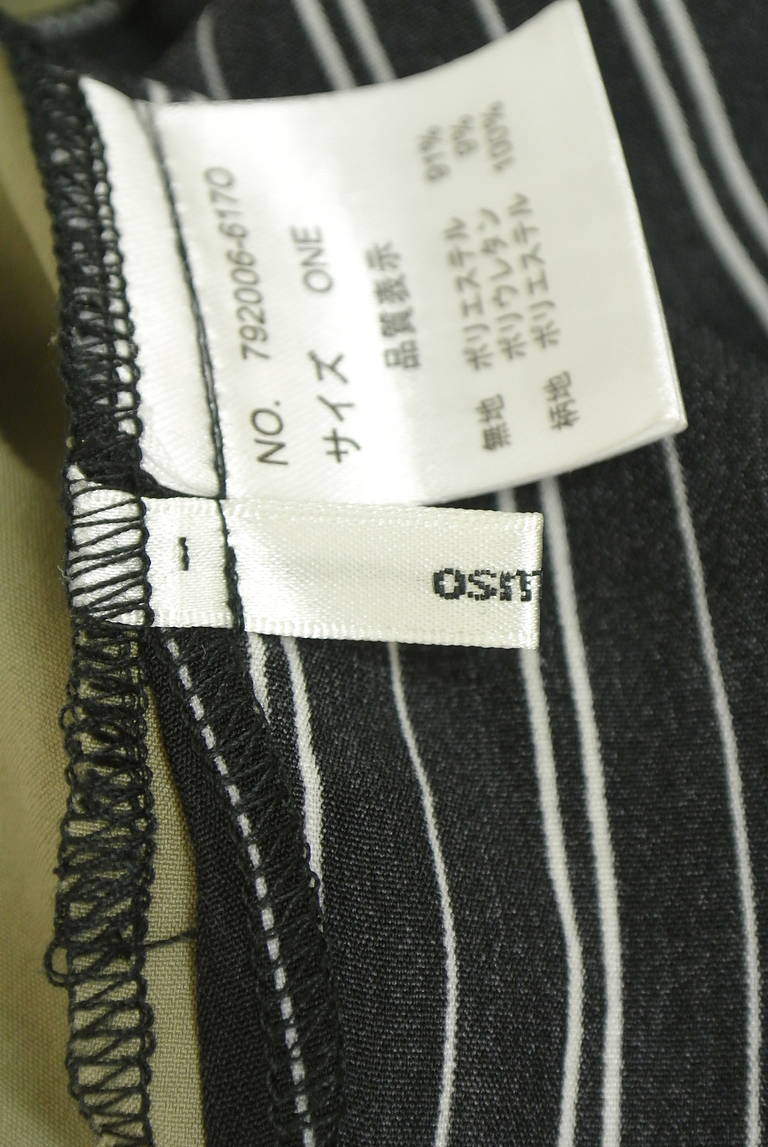 NO. 792006-6170
サイズ ONE
品質表示
無地 ポリエステル 91%
ポリウレタン 9%
柄地 ポリエステル 100%